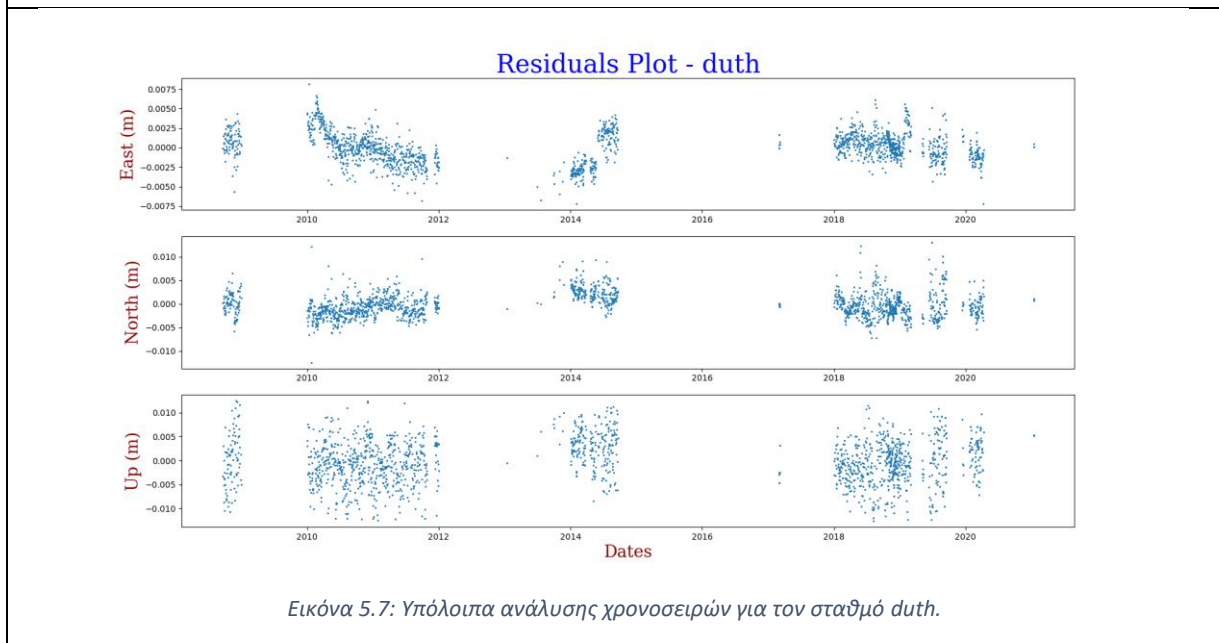 Residuals Plot - duth
East (m)
0.0075
0.0050
0.0025
0.0000
−0.0025
−0.0050
−0.0075
2010 2012 2014 2016 2018 2020
North (m)
0.010
0.005
0.000
−0.005
−0.010
2010 2012 2014 2016 2018 2020
Up (m)
0.010
0.005
0.000
−0.005
−0.010
2010 2012 2014 2016 2018 2020
Dates
Εικόνα 5.7: Υπόλοιπα ανάλυσης χρονοσειρών για τον σταθμό duth.